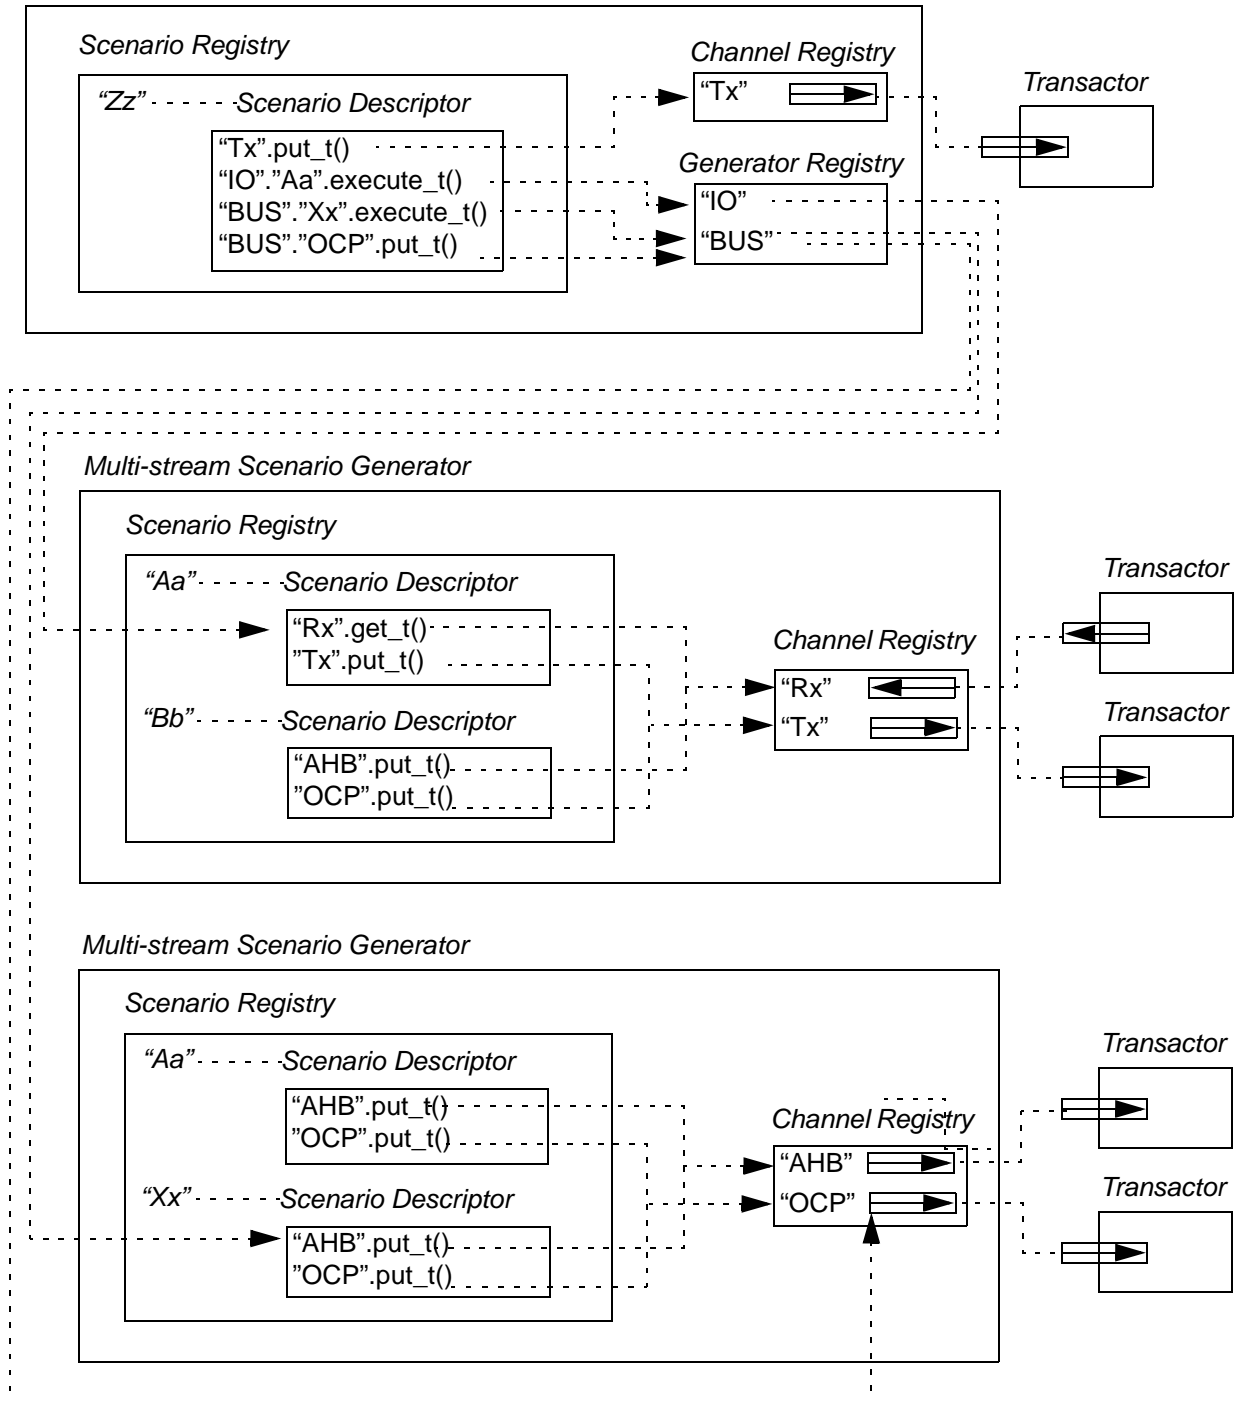 Scenario Registry
Channel Registry
Transactor
“Zz”
Scenario Descriptor
“Tx”
“Tx”.put_t()
“IO”.”Aa”.execute_t()
“BUS”.”Xx”.execute_t()
“BUS”.”OCP”.put_t()
Generator Registry
“IO”
“BUS”
Multi-stream Scenario Generator
Scenario Registry
“Aa”
Scenario Descriptor
“Rx”.get_t()
”Tx”.put_t()
“Bb”
Scenario Descriptor
“AHB”.put_t()
”OCP”.put_t()
Channel Registry
“Rx”
“Tx”
Transactor
Transactor
Multi-stream Scenario Generator
Scenario Registry
“Aa”
Scenario Descriptor
“AHB”.put_t()
”OCP”.put_t()
“Xx”
Scenario Descriptor
“AHB”.put_t()
”OCP”.put_t()
Channel Registry
“AHB”
“OCP”
Transactor
Transactor